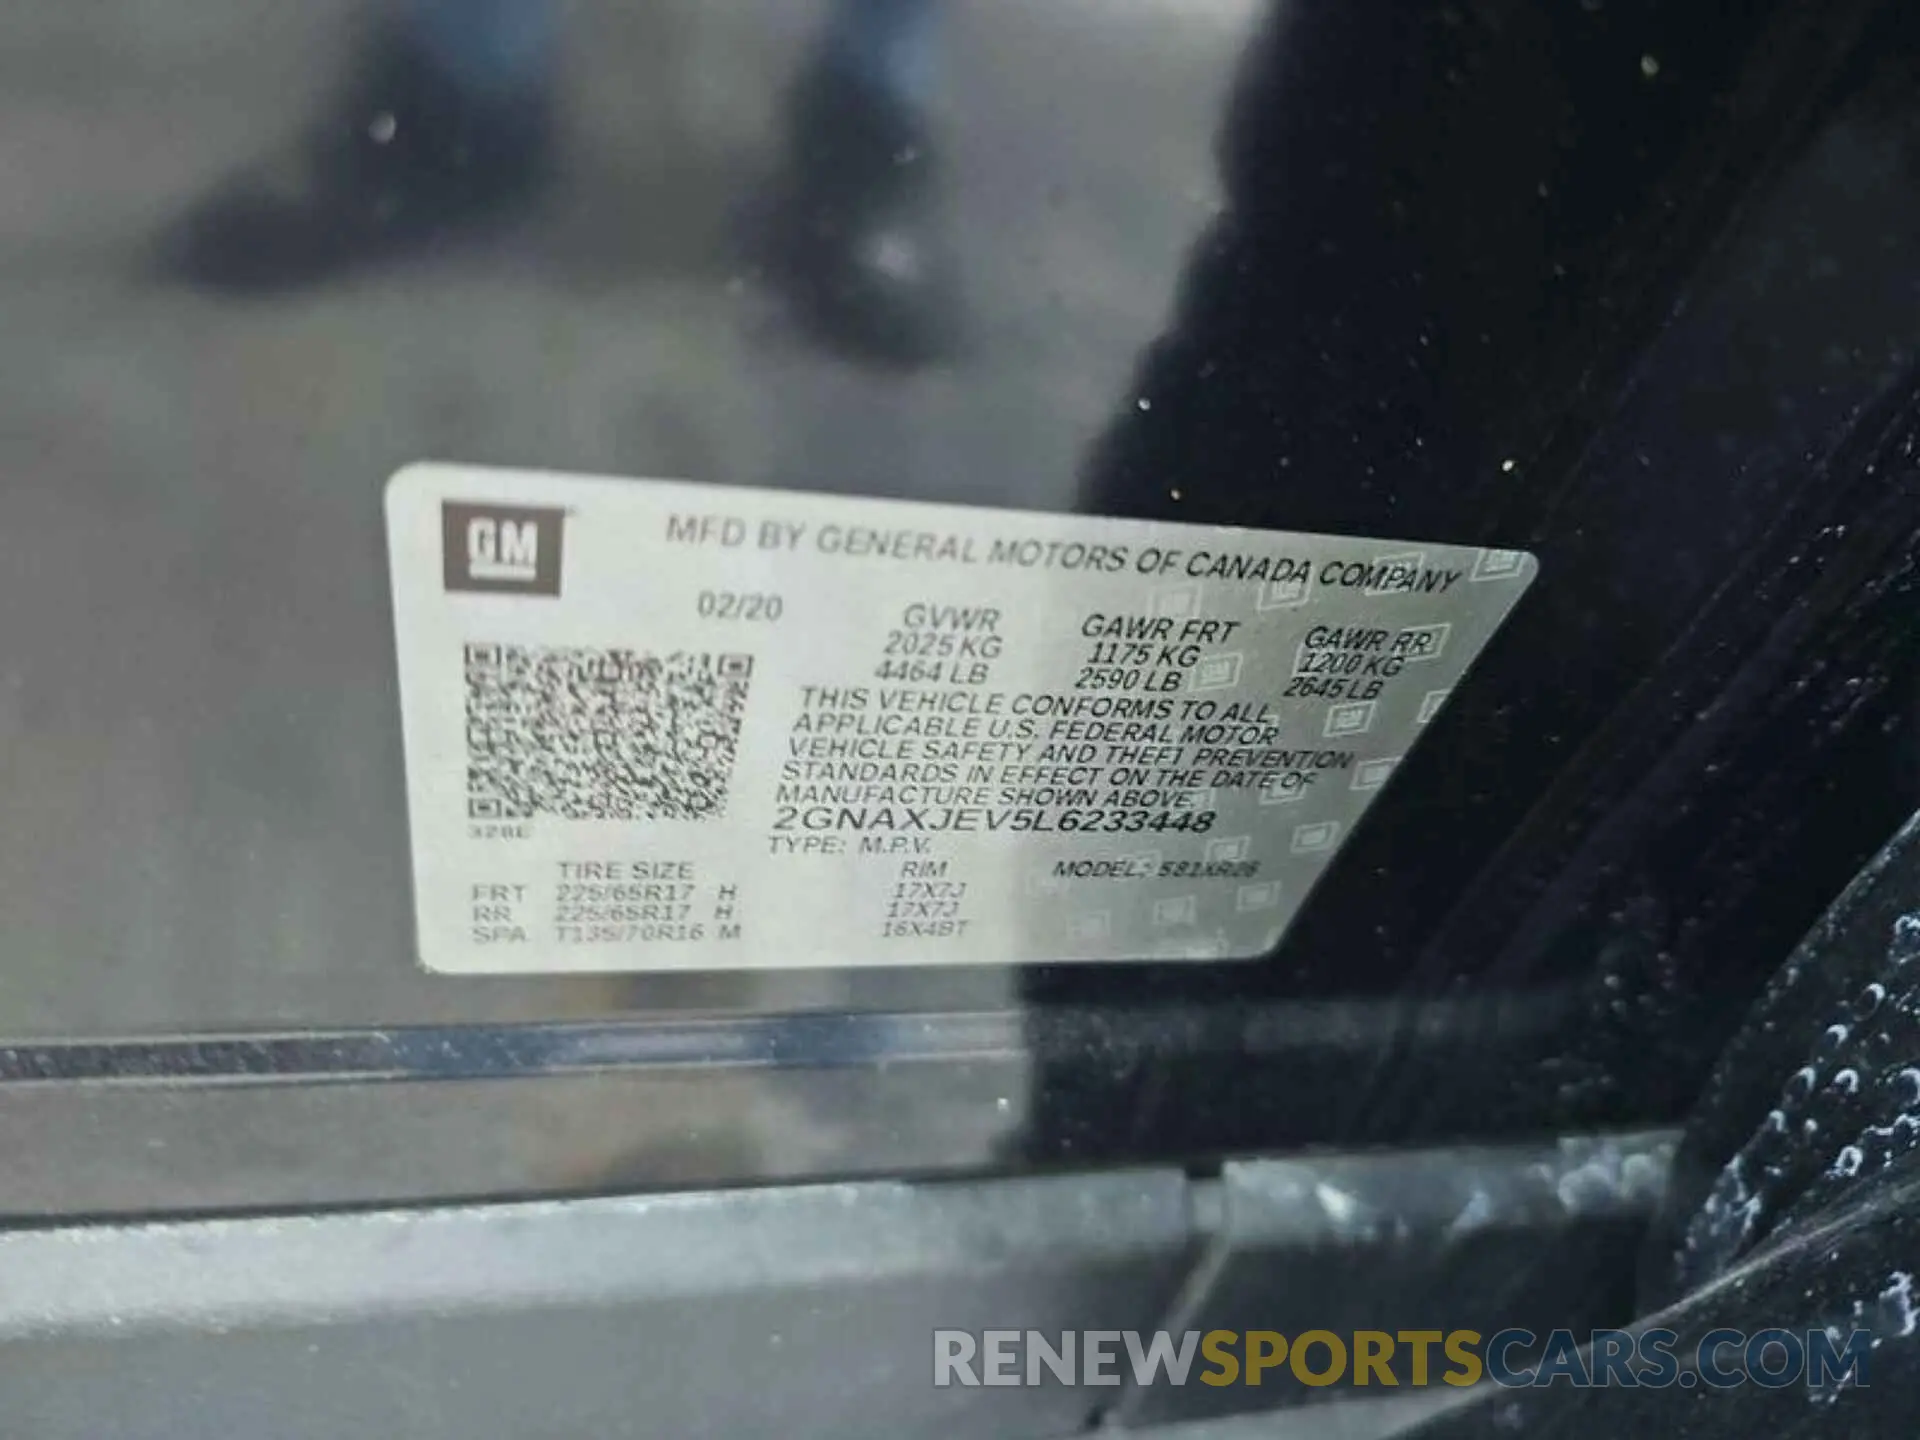 GM
MFD BY GENERAL MOTORS OF CANADA COMPANY
02/20
GVWR GAWR FRT GAWR RR
2025 KG 1175 KG 1200 KG
4464 LB 2590 LB 2645 LB
THIS VEHICLE CONFORMS TO ALL
APPLICABLE U.S. FEDERAL MOTOR
VEHICLE SAFETY AND THEFT PREVENTION
STANDARDS IN EFFECT ON THE DATE OF
MANUFACTURE SHOWN ABOVE.
2GNAXJEV5L6233448
328E
TYPE: M.P.V.
TIRE SIZE RIM MODEL: 581XR26
FRT 225/65R17 H 17X7J
RR 225/65R17 H 17X7J
SPA T135/70R16 M 16X4BT
RENEWSPORTSCARS.COM